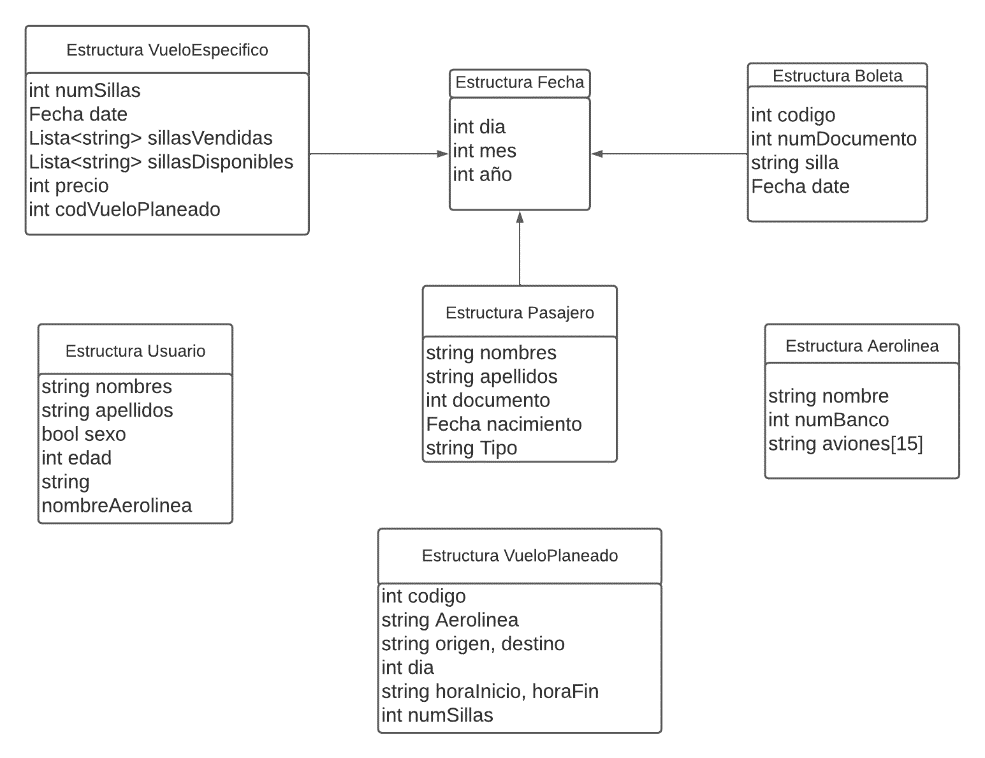 Estructura VueloEspecifico
int numSillas
Fecha date
Lista<string> sillasVendidas
Lista<string> sillasDisponibles
int precio
int codVueloPlaneado
Estructura Fecha
int dia
int mes
int año
Estructura Boleta
int codigo
int numDocumento
string silla
Fecha date
Estructura Usuario
string nombres
string apellidos
bool sexo
int edad
string
nombreAerolinea
Estructura Pasajero
string nombres
string apellidos
int documento
Fecha nacimiento
string Tipo
Estructura Aerolinea
string nombre
int numBanco
string aviones[15]
Estructura VueloPlaneado
int codigo
string Aerolinea
string origen, destino
int dia
string horaInicio, horaFin
int numSillas